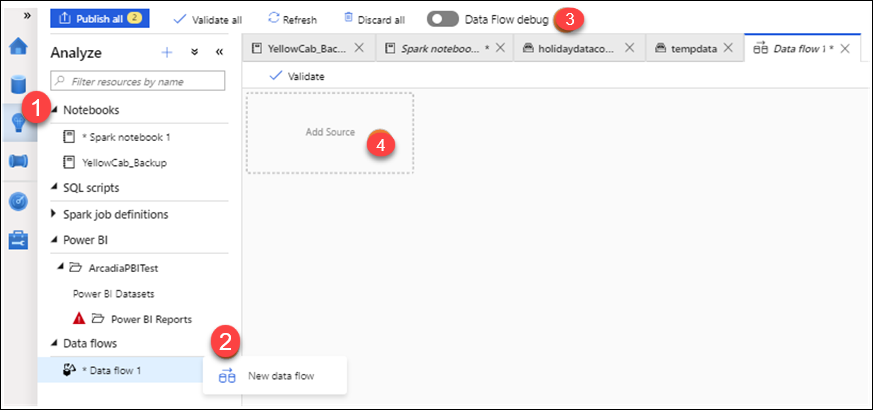 Publish all 2 Validate all Refresh Discard all Data Flow debug 3
»
Analyze + « 
Filter resources by name
1
Notebooks
* Spark notebook 1
YellowCab_Backup
SQL scripts
Spark job definitions
Power BI
ArcadiaPBITest
Power BI Datasets
Power BI Reports
Data flows
* Data flow 1
2
New data flow
YellowCab_Bac... Spark noteboo... * holidaydataco... tempdata Data flow 1 *
Validate
Add Source
4